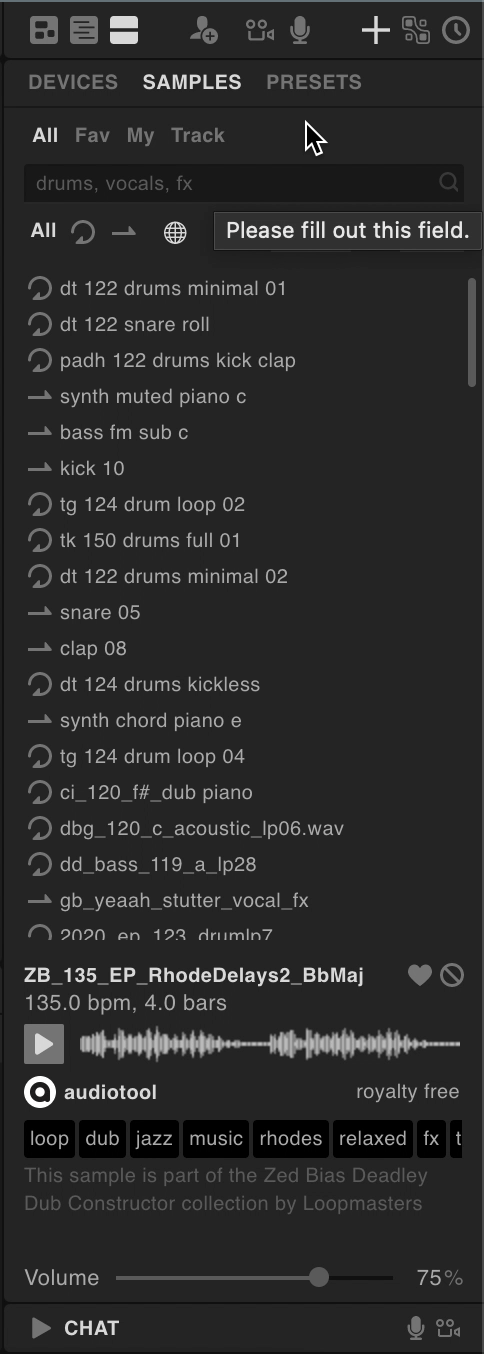 DEVICES SAMPLES PRESETS
All Fav My Track
drums, vocals, fx
All
Please fill out this field.
dt 122 drums minimal 01
dt 122 snare roll
padh 122 drums kick clap
synth muted piano c
bass fm sub c
kick 10
tg 124 drum loop 02
tk 150 drums full 01
dt 122 drums minimal 02
snare 05
clap 08
dt 124 drums kickless
synth chord piano e
tg 124 drum loop 04
ci_120_f#_dub piano
dbg_120_c_acoustic_lp06.wav
dd_bass_119_a_lp28
gb_yeaah_stutter_vocal_fx
2020_ep_123_drumlp7
ZB_135_EP_RhodeDelays2_BbMaj
135.0 bpm, 4.0 bars
audiotool royalty free
loop dub jazz music rhodes relaxed fx t
This sample is part of the Zed Bias Deadley
Dub Constructor collection by Loopmasters
Volume 75%
CHAT